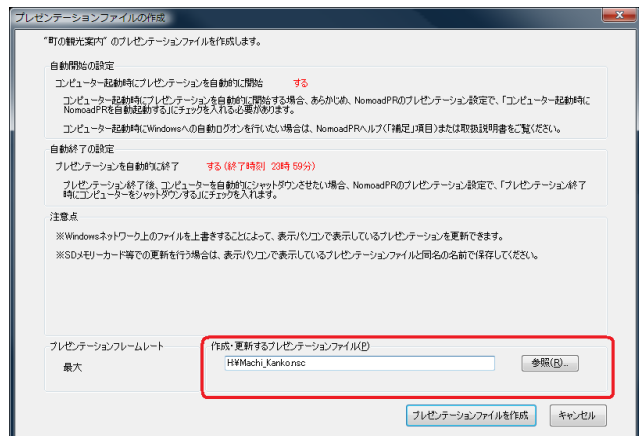 プレゼンテーションファイルの作成
"町の観光案内" のプレゼンテーションファイルを作成します。
自動開始の設定
コンピューター起動時にプレゼンテーションを自動的に開始 する
コンピューター起動時にプレゼンテーションを自動的に開始する場合、あらかじめ、NomoadPRのプレゼンテーション設定で、「コンピューター起動時に
NomoadPRを自動起動する」にチェックを入れる必要があります。
コンピューター起動時にWindowsへの自動ログオンを行いたい場合は、NomoadPRヘルプ(「補足」項目)または取扱説明書をご覧ください。
自動終了の設定
プレゼンテーションを自動的に終了 する (終了時刻 23時 59分)
プレゼンテーション終了後、コンピューターを自動的にシャットダウンさせたい場合、NomoadPRのプレゼンテーション設定で、「プレゼンテーション終了
時にコンピューターをシャットダウンする」にチェックを入れます。
注意点
※Windowsネットワーク上のファイルを上書きすることによって、表示パソコンで表示しているプレゼンテーションを更新できます。
※SDメモリーカード等での更新を行う場合は、表示パソコンで表示しているプレゼンテーションファイルと同名の名前で保存してください。
プレゼンテーションフレームレート
最大
作成・更新するプレゼンテーションファイル(P)
H:¥Machi_Kanko.nsc
参照(R)...
プレゼンテーションファイルを作成
キャンセル